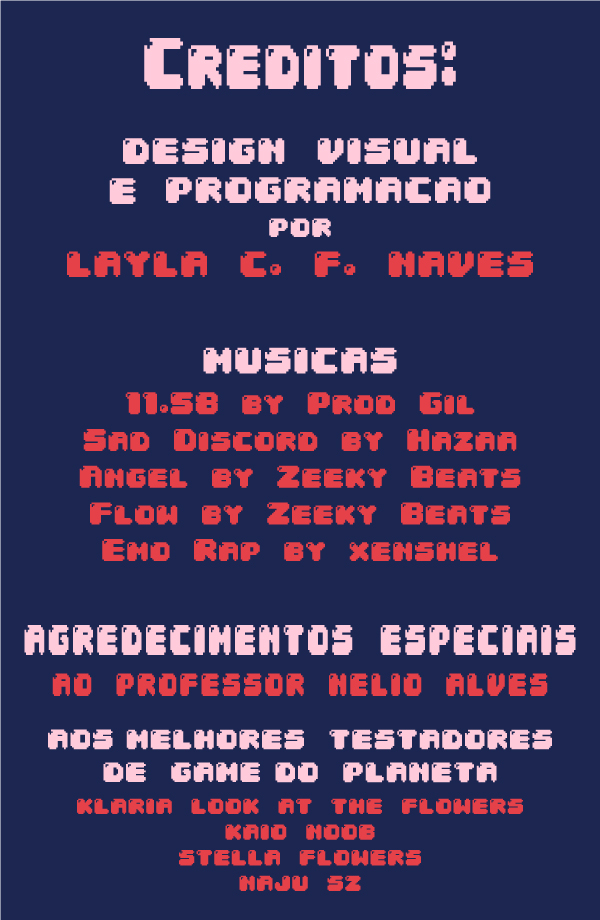 CREDITOS:
DESIGN VISUAL
E PROGRAMACAO
POR
LAYLA C. F. NAVES
MUSICAS
11.58 BY PROD GIL
SAD DISCORD BY HAZAA
ANGEL BY ZEEKY BEATS
FLOW BY ZEEKY BEATS
EMO RAP BY XENSHEL
AGREDECIMENTOS ESPECIAIS
AO PROFESSOR NELIO ALVES
AOS MELHORES TESTADORES
DE GAME DO PLANETA
KLARIA LOOK AT THE FLOWERS
KAIO NOOB
STELLA FLOWERS
MAJU SZ